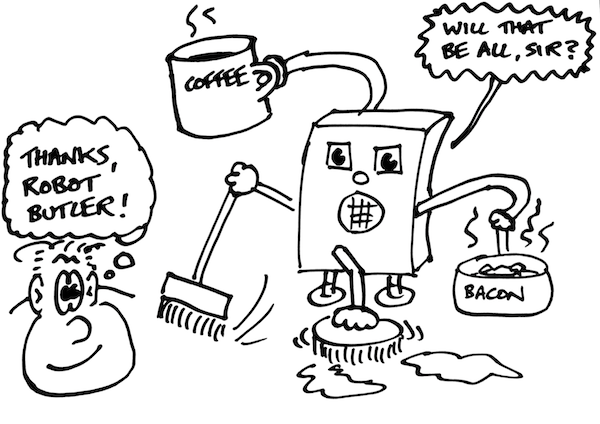 COFFEE?
WILL THAT
BE ALL, SIR?
THANKS,
ROBOT
BUTLER!
BACON